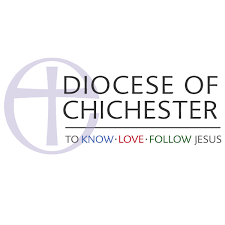 DIOCESE OF
CHICHESTER
TO KNOW·LOVE·FOLLOW JESUS